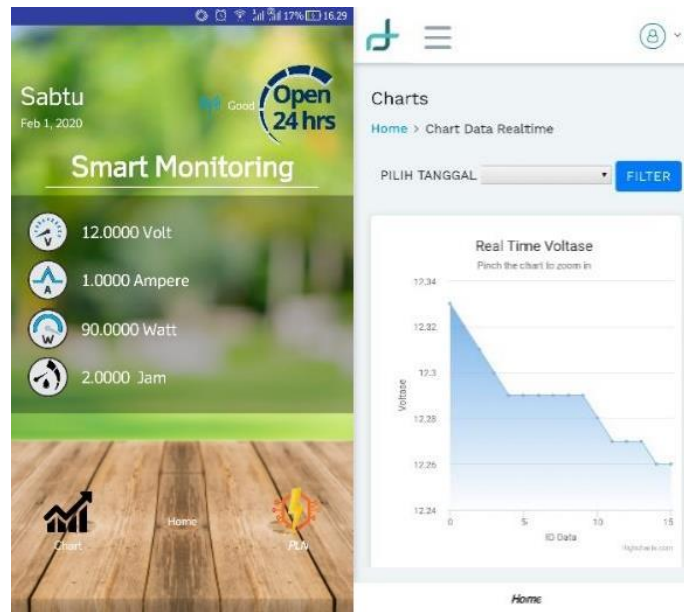 17% 16.29
Sabtu
Feb 1, 2020
Good
Open
24 hrs
Smart Monitoring
V
12.0000 Volt
A
1.0000 Ampere
W
90.0000 Watt
2.0000 Jam
Chart
Home
PLN
Charts
Home > Chart Data Realtime
PILIH TANGGAL
FILTER
Real Time Voltase
Pinch the chart to zoom in
Voltase
12.34
12.32
12.3
12.28
12.26
12.24
0 5 10 15
ID Data
Highcharts.com
Home